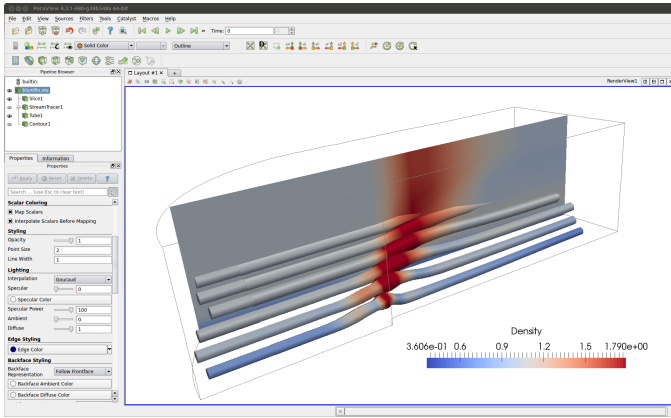 ParaView 4.3.1-680-g38b548s 64-bit
File Edit View Sources Filters Tools Catalyst Macros Help
Time: 0
Solid Color Outline
Pipeline Browser
Layout #1
RenderView1
builtin:
bluntfin.vts
Slice1
StreamTracer1
Tube1
Contour1
Properties Information
Properties
Apply Reset Delete ?
Search ... (use Esc to clear text)
Scalar Coloring
Map Scalars
Interpolate Scalars Before Mapping
Styling
Opacity 1
Point Size 2
Line Width 1
Lighting
Interpolation Gouraud
Specular 0
Specular Color
Specular Power 100
Ambient 0
Diffuse 1
Edge Styling
Edge Color
Backface Styling
Backface
Representation Follow Frontface
Backface Ambient Color
Backface Diffuse Color
Density
3.606e-01 0.6 0.9 1.2 1.5 1.790e+00